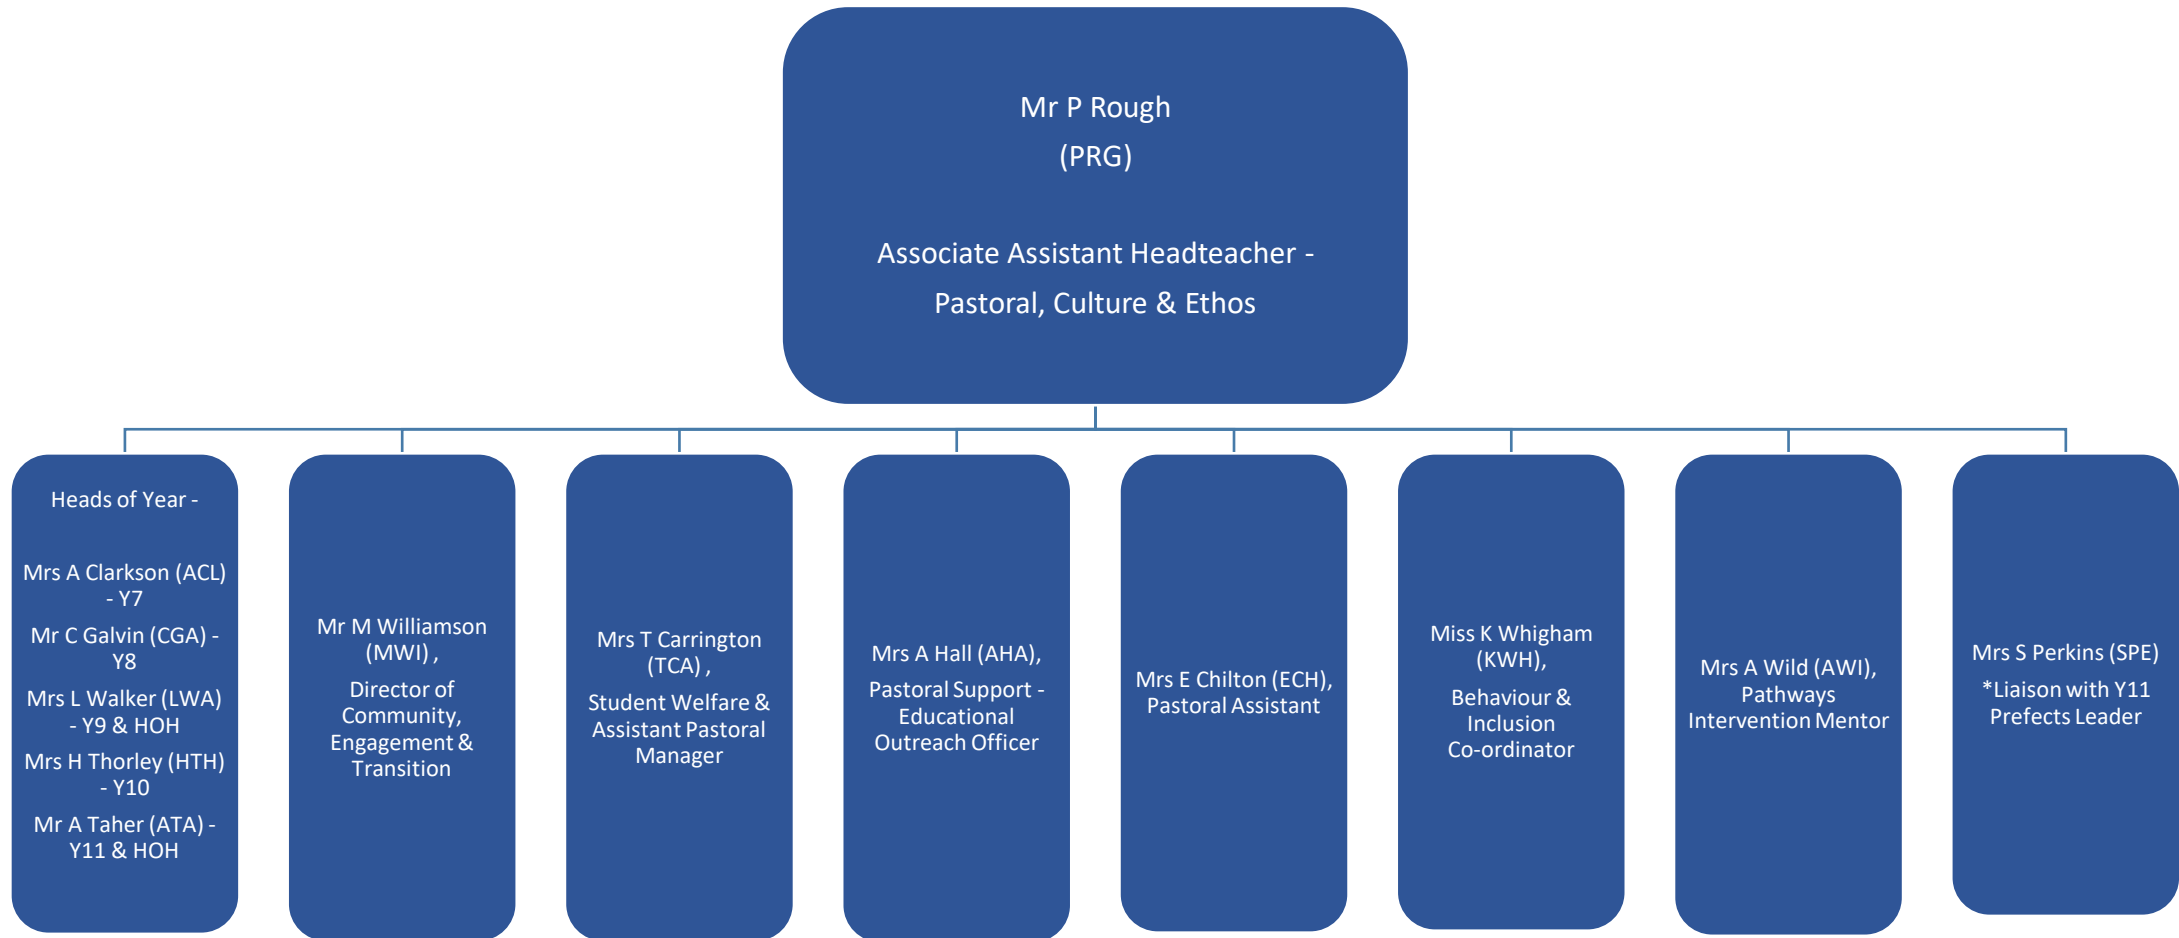 Mr P Rough
(PRG)
Associate Assistant Headteacher -
Pastoral, Culture & Ethos
Heads of Year -
Mrs A Clarkson (ACL)
- Y7
Mr C Galvin (CGA) -
Y8
Mrs L Walker (LWA)
- Y9 & HOH
Mrs H Thorley (HTH)
- Y10
Mr A Taher (ATA) -
Y11 & HOH
Mr M Williamson
(MWI) ,
Director of
Community,
Engagement &
Transition
Mrs T Carrington
(TCA) ,
Student Welfare &
Assistant Pastoral
Manager
Mrs A Hall (AHA),
Pastoral Support -
Educational
Outreach Officer
Mrs E Chilton (ECH),
Pastoral Assistant
Miss K Whigham
(KWH),
Behaviour &
Inclusion
Co-ordinator
Mrs A Wild (AWI),
Pathways
Intervention Mentor
Mrs S Perkins (SPE)
*Liaison with Y11
Prefects Leader